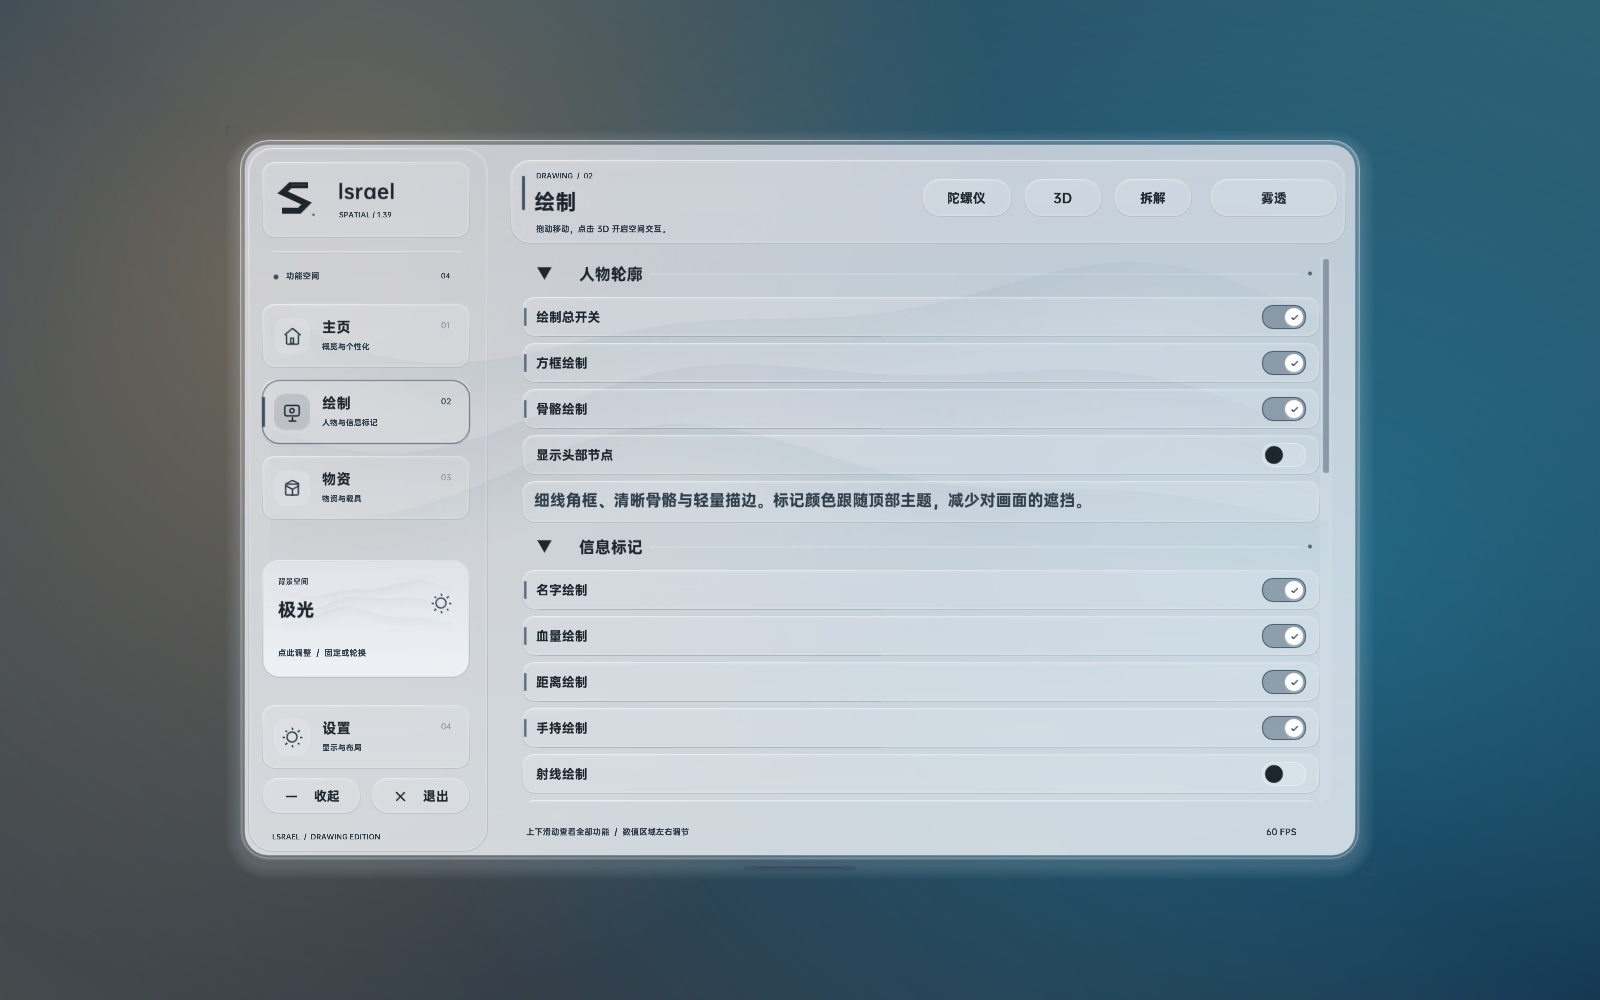 lsrael
SPATIAL / 1.39
功能空间 04
主页 01
概览与个性化
绘制 02
人物与信息标记
物资 03
物资与载具
背景空间
极光
点此调整 / 固定或轮换
设置 04
显示与布局
收起
退出
LSRAEL / DRAWING EDITION
DRAWING / 02
绘制
拖动移动，点击 3D 开启空间交互。
陀螺仪
3D
拆解
雾透
人物轮廓
绘制总开关
方框绘制
骨骼绘制
显示头部节点
细线角框、清晰骨骼与轻量描边。标记颜色跟随顶部主题，减少对画面的遮挡。
信息标记
名字绘制
血量绘制
距离绘制
手持绘制
射线绘制
上下滑动查看全部功能 / 数值区域左右调节
60 FPS